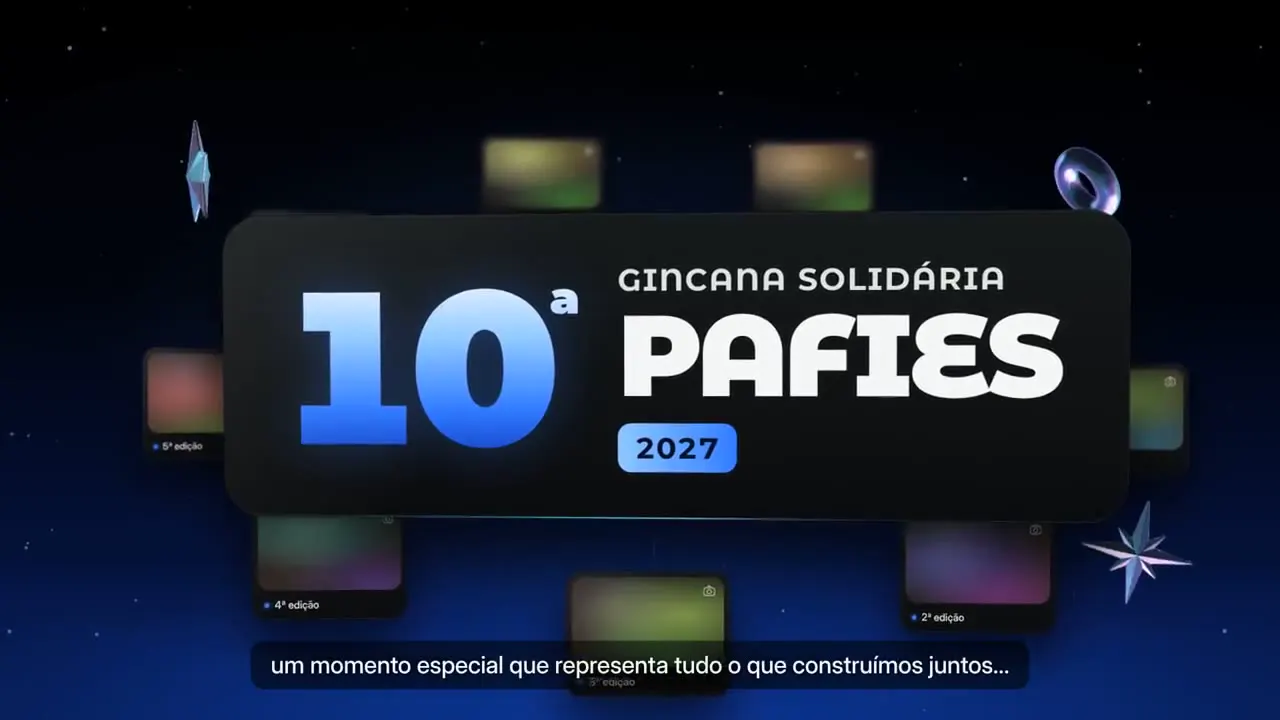 10ª
GINCANA SOLIDÁRIA
PAFIES
2027
5ª edição
4ª edição
2ª edição
um momento especial que representa tudo o que construímos juntos...
edição